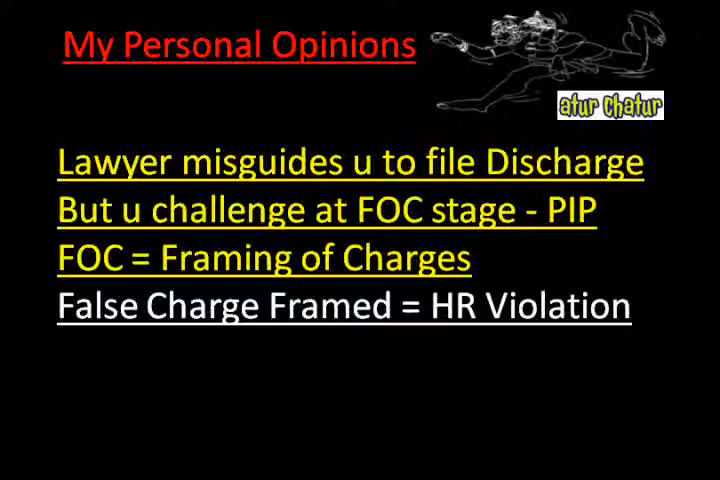 My Personal Opinions
atur chatur
Lawyer misguides u to file Discharge
But u challenge at FOC stage - PIP
FOC = Framing of Charges
False Charge Framed = HR Violation